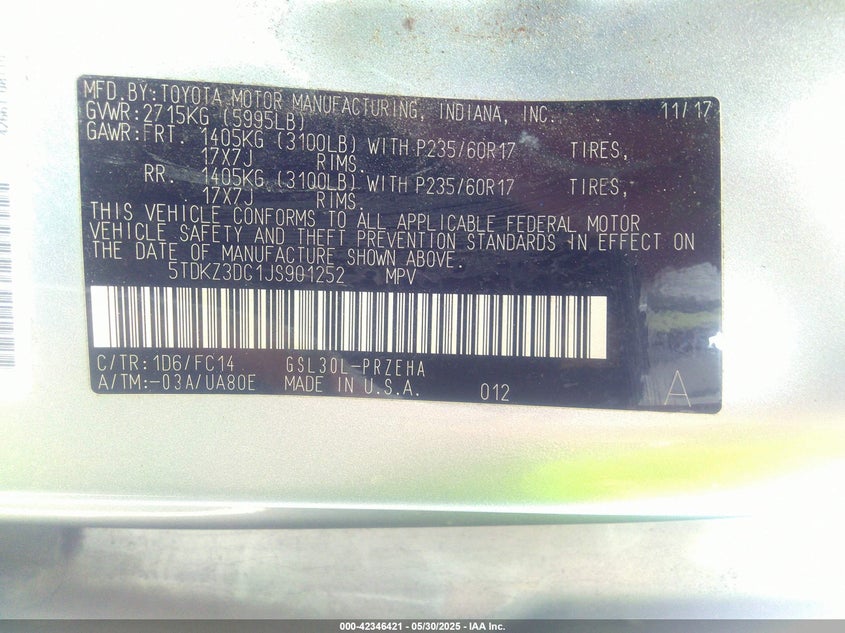 MFD.BY:TOYOTA MOTOR MANUFACTURING, INDIANA, INC. 11/17
GVWR:2715KG (5995LB)
GAWR:FRT. 1405KG (3100LB) WITH P235/60R17 TIRES,
17X7J RIMS.
RR. 1405KG (3100LB) WITH P235/60R17 TIRES,
17X7J RIMS.
THIS VEHICLE CONFORMS TO ALL APPLICABLE FEDERAL MOTOR
VEHICLE SAFETY AND THEFT PREVENTION STANDARDS IN EFFECT ON
THE DATE OF MANUFACTURE SHOWN ABOVE.
5TDKZ3DC1JS901252 MPV
C/TR:1D6/FC14 GSL30L-PRZEHA
A/TM:-03A/UA80E MADE IN U.S.A. 012 A
000-42346421 - 05/30/2025 - IAA Inc.